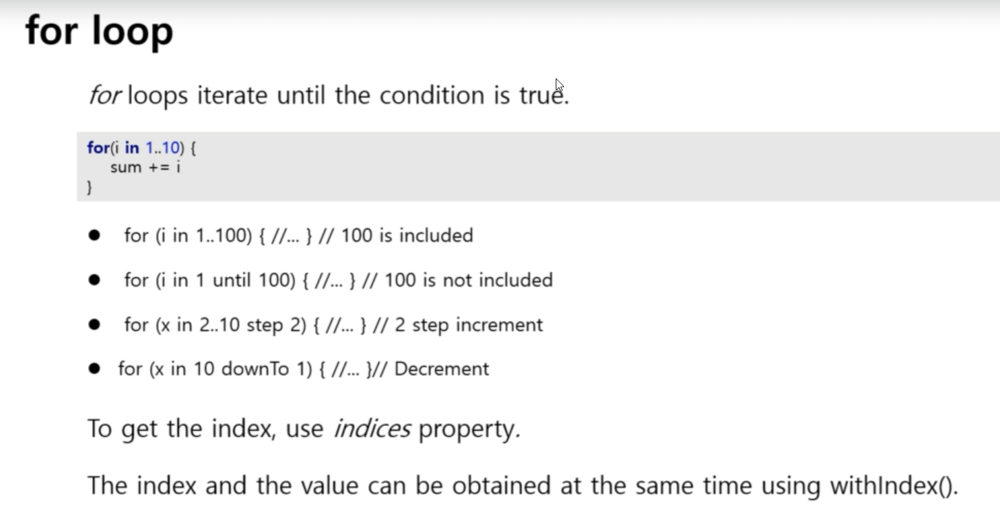 for loop
for loops iterate until the condition is true.
for(i in 1..10) {
sum += i
}
● for (i in 1..100) { //... } // 100 is included
● for (i in 1 until 100) { //... } // 100 is not included
● for (x in 2..10 step 2) { //... } // 2 step increment
● for (x in 10 downTo 1) { //... }// Decrement
To get the index, use indices property.
The index and the value can be obtained at the same time using withIndex().